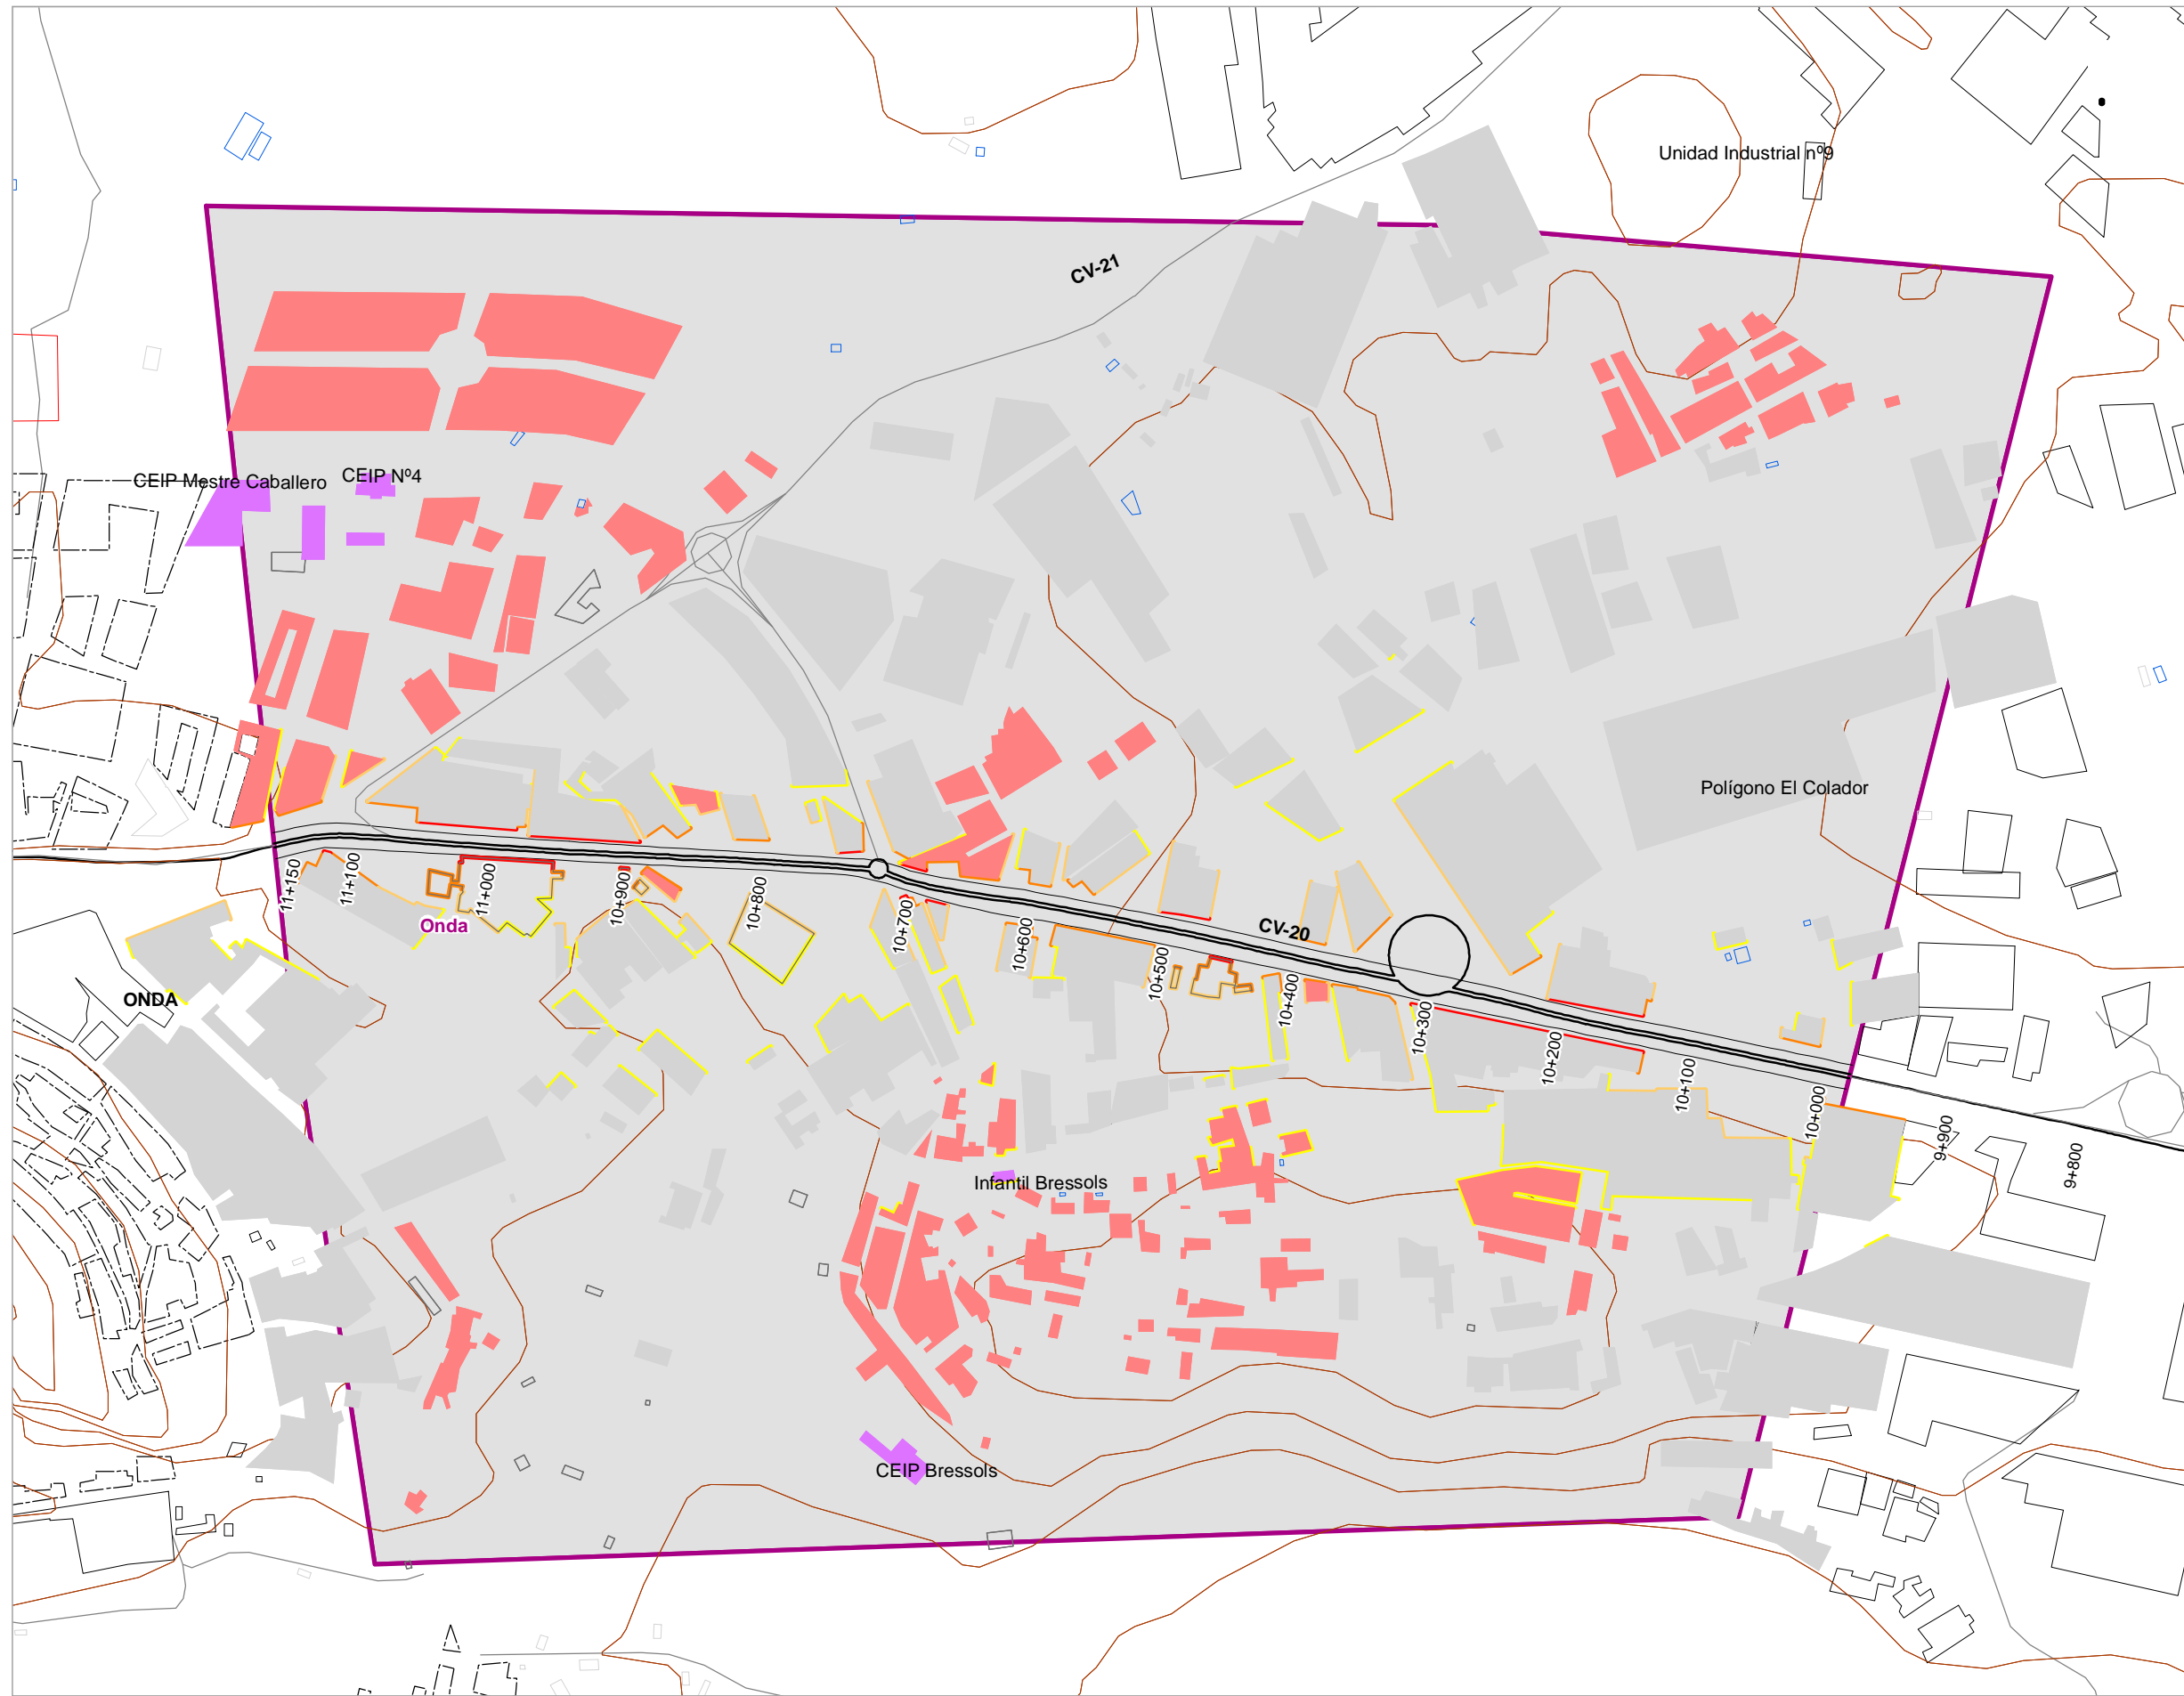 Unidad Industrial nº9
CV-21
CEIP Mestre Caballero
CEIP Nº4
Polígono El Colador
11+150
11+100
11+000
10+900
10+800
10+700
10+600
10+500
10+400
10+300
10+200
10+100
10+000
9+900
9+800
Onda
CV-20
ONDA
Infantil Bressols
CEIP Bressols